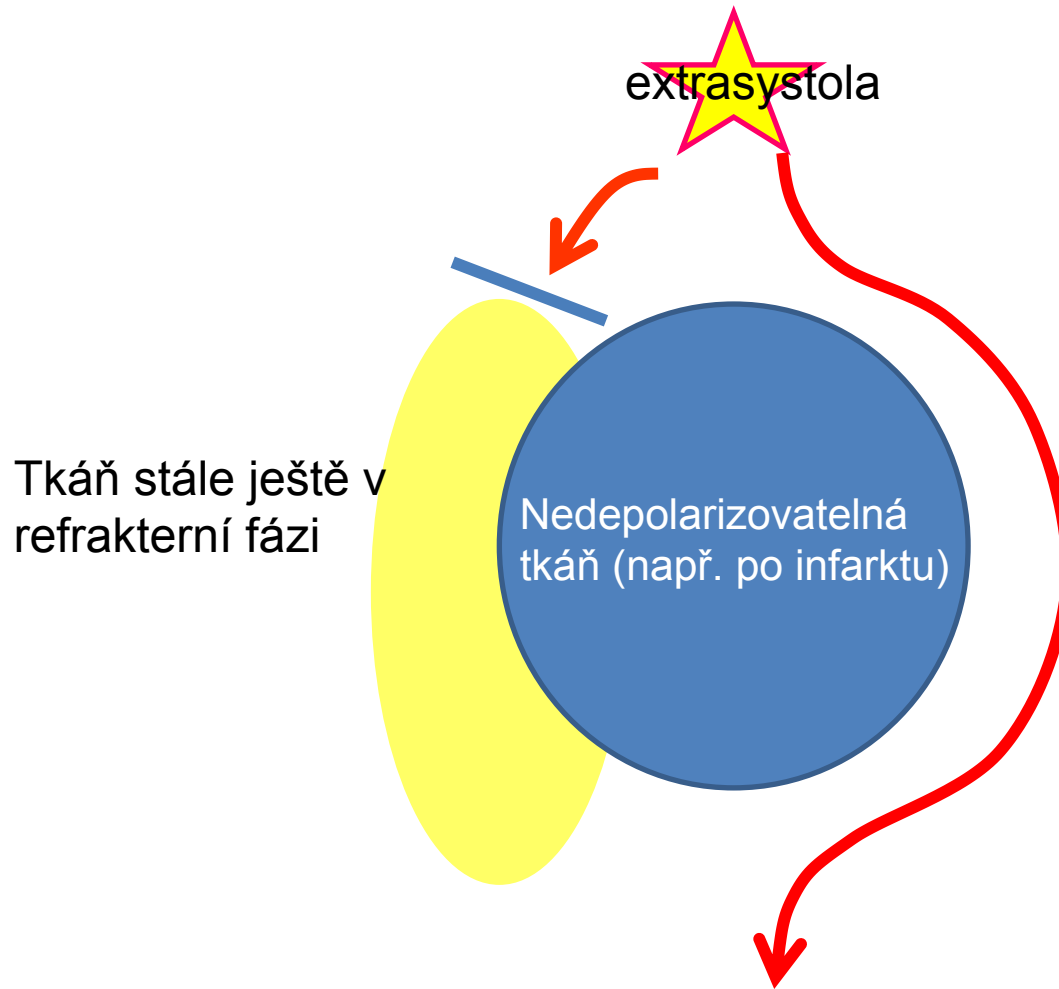 extrasystola
Tkáň stále ještě v
refrakterní fázi
Nedepolarizovatelná
tkáň (např. po infarktu)